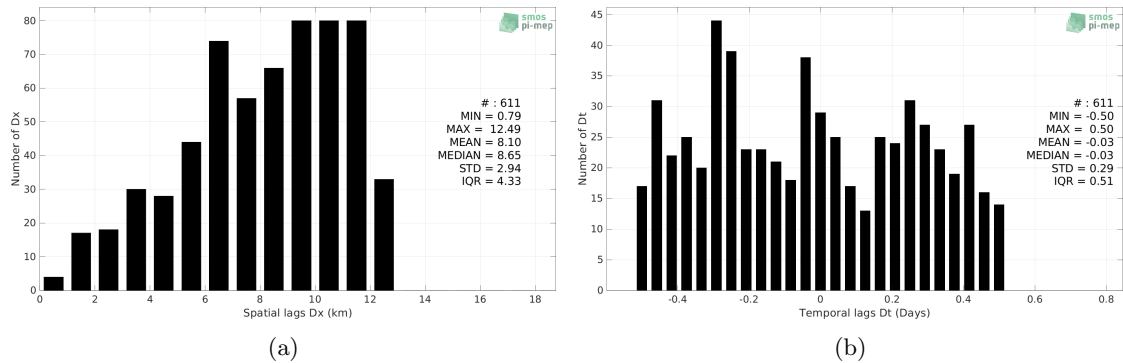 80
70
60
50
40
30
20
10
0
Number of Dx
smos
pi-mep
# : 611
MIN = 0.79
MAX = 12.49
MEAN = 8.10
MEDIAN = 8.65
STD = 2.94
IQR = 4.33
0 2 4 6 8 10 12 14 16 18
Spatial lags Dx (km)
(a)
45
40
35
30
25
20
15
10
5
0
Number of Dt
smos
pi-mep
# : 611
MIN = -0.50
MAX = 0.50
MEAN = -0.03
MEDIAN = -0.03
STD = 0.29
IQR = 0.51
-0.4 -0.2 0 0.2 0.4 0.6 0.8
Temporal lags Dt (Days)
(b)